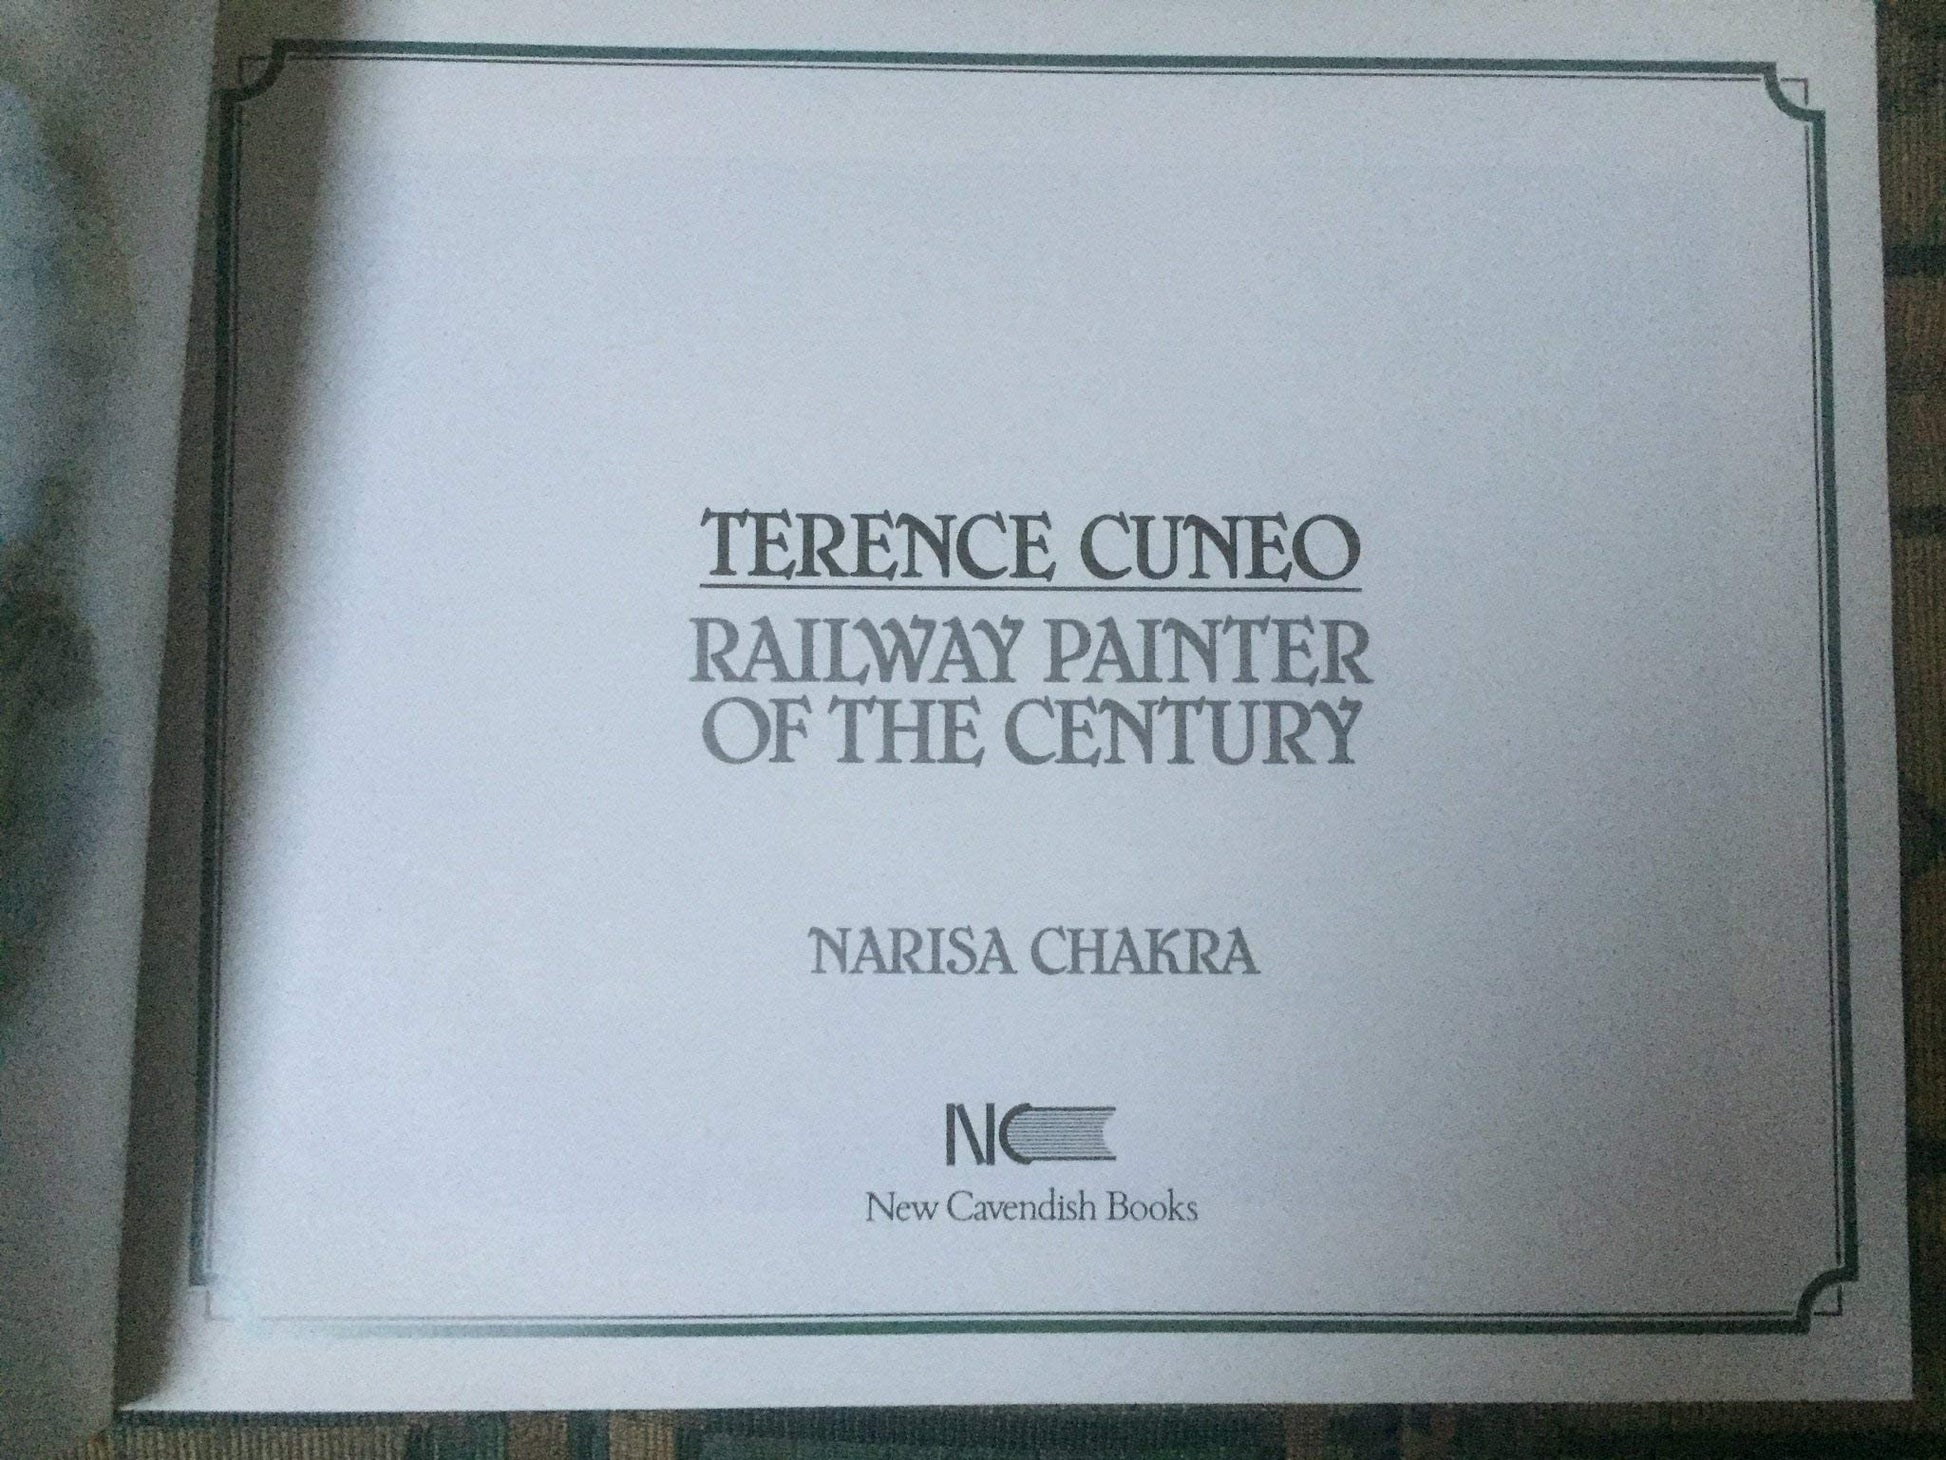 TERENCE CUNEO
RAILWAY PAINTER
OF THE CENTURY
NARISA CHAKRA
NC
New Cavendish Books